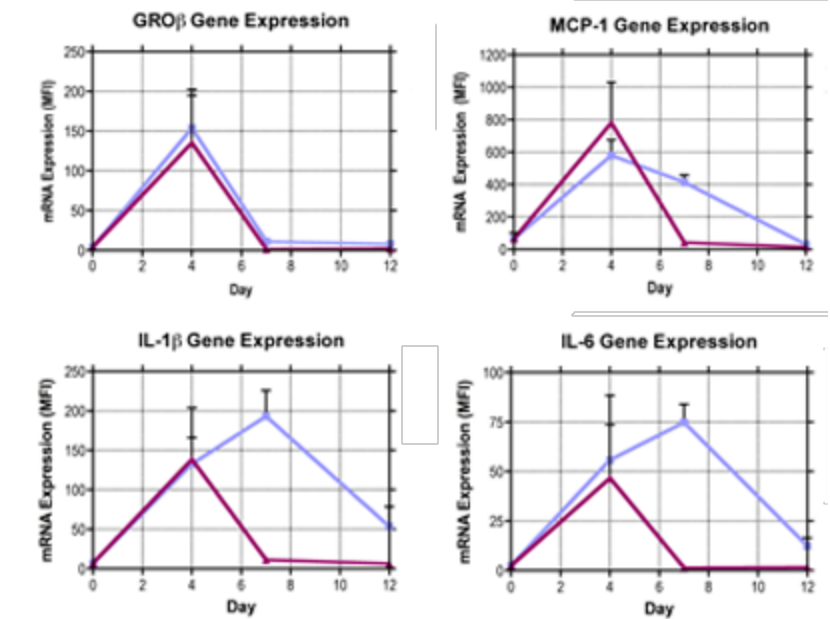 GROβ Gene Expression
mRNA Expression (MFI)
250
200
150
100
50
0
0 2 4 6 8 10 12
Day
MCP-1 Gene Expression
mRNA Expression (MFI)
1200
1000
800
600
400
200
0
0 2 4 6 8 10 12
Day
IL-1β Gene Expression
mRNA Expression (MFI)
250
200
150
100
50
0
0 2 4 6 8 10 12
Day
IL-6 Gene Expression
mRNA Expression (MFI)
100
75
50
25
0
0 2 4 6 8 10 12
Day